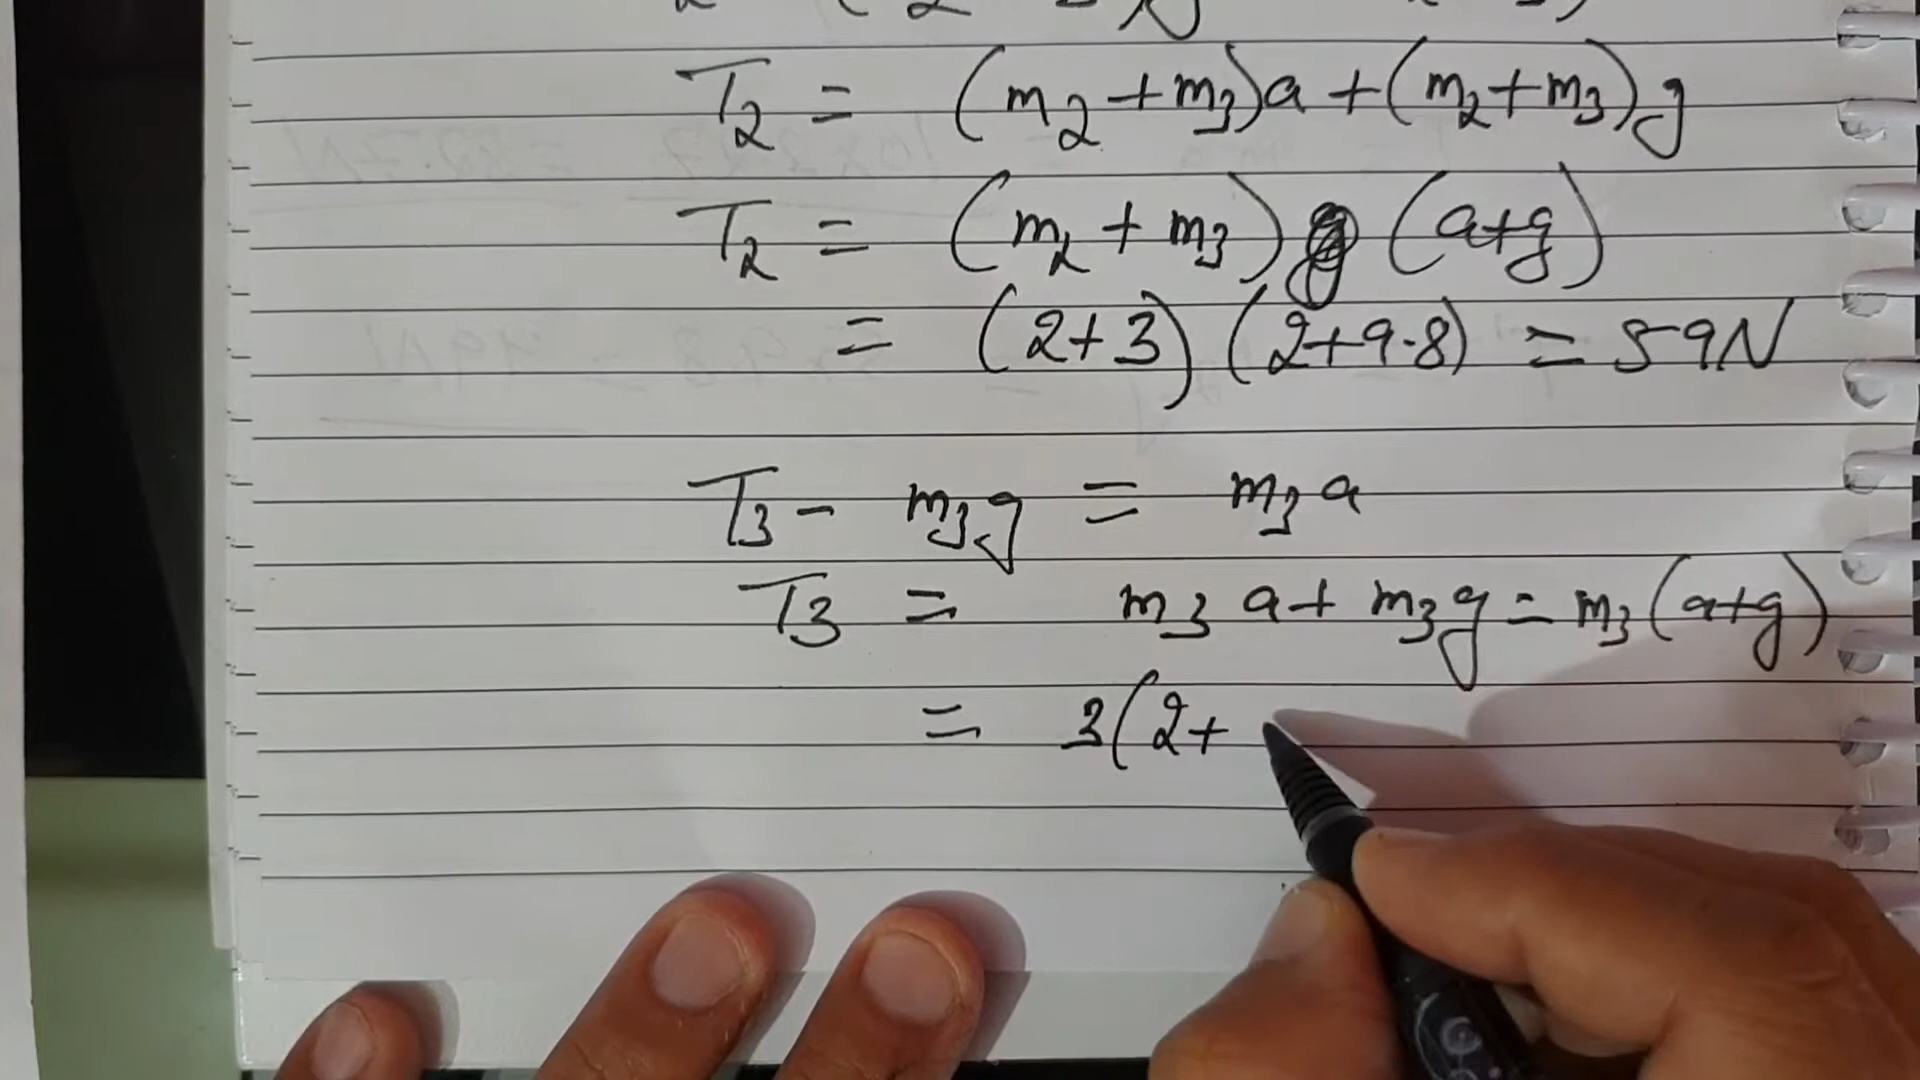 T2 = (m2+m3)a+(m2+m3)g
T2 = (m2+m3) (a+g)
= (2+3)(2+9.8) = 59N
T3 - m3g = m3a
T3 = m3a+m3g = m3(a+g)
= 3(2+